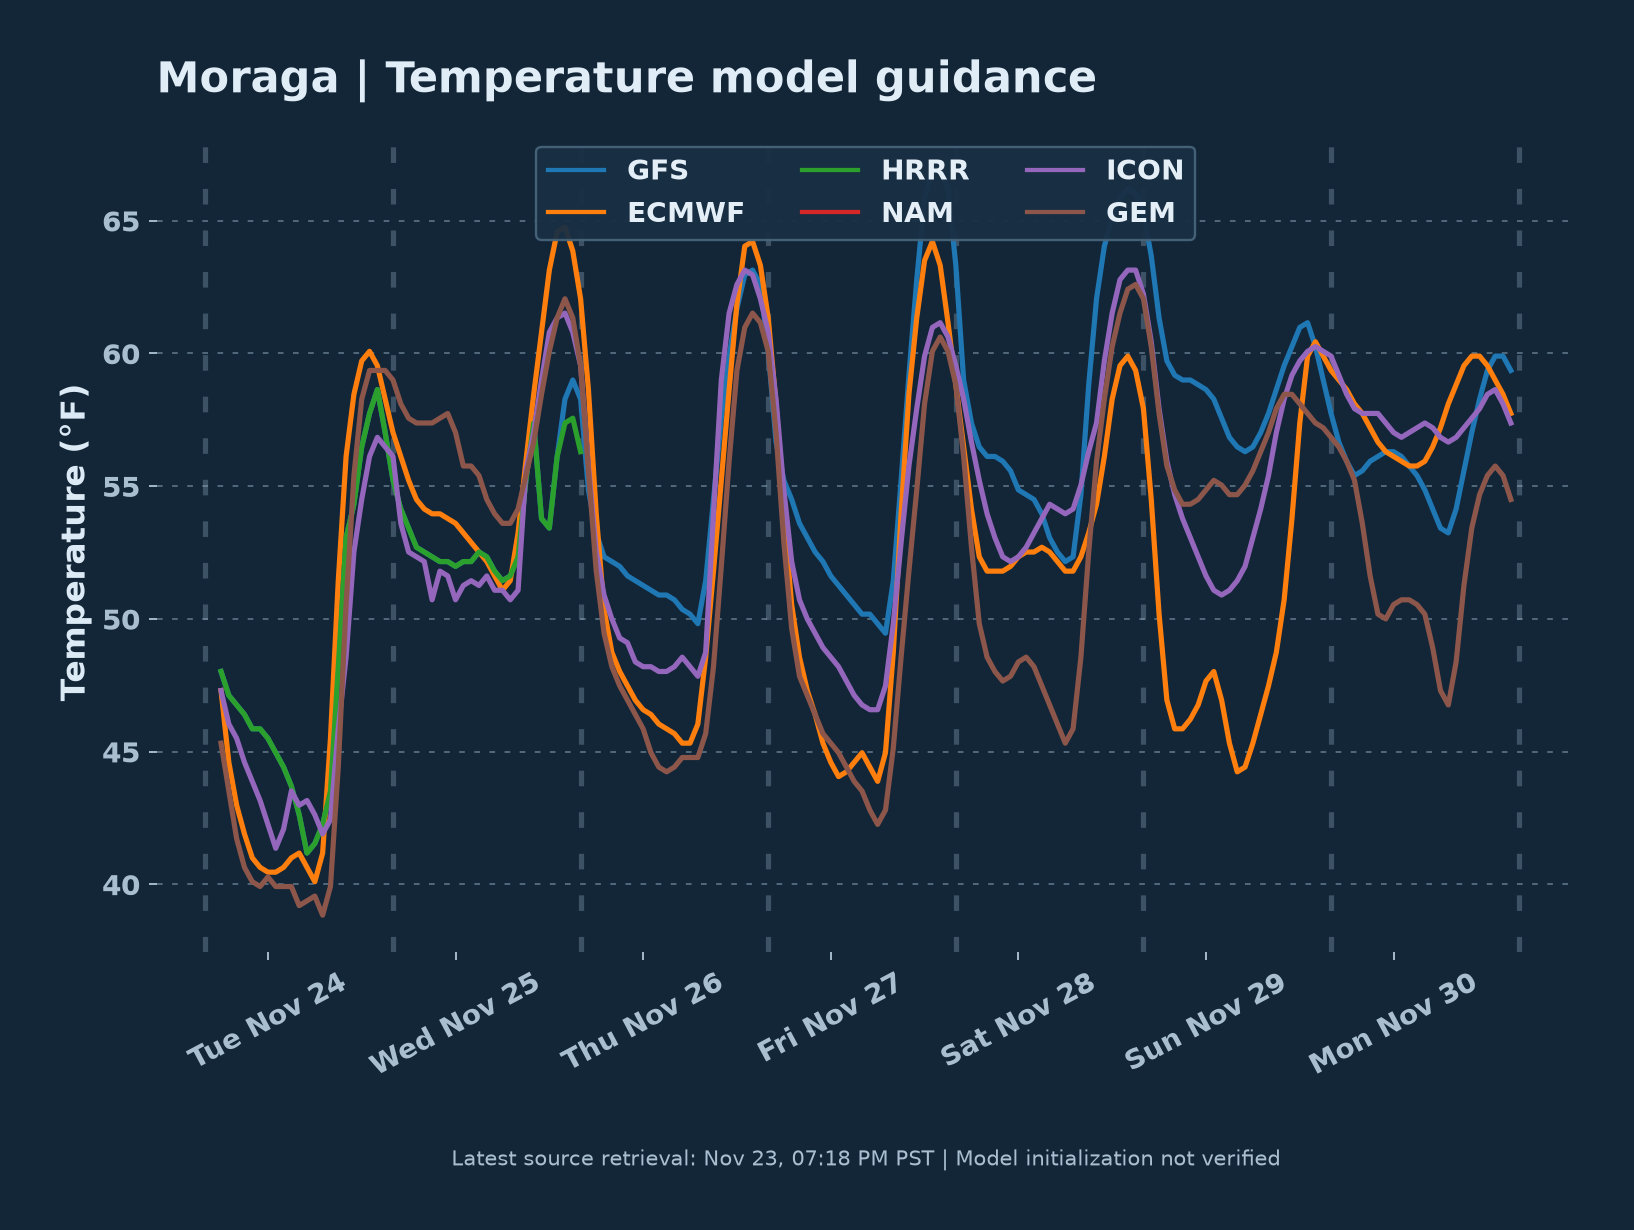 Moraga | Temperature model guidance
GFS HRRR ICON
ECMWF NAM GEM
Temperature (°F)
65
60
55
50
45
40
Tue Nov 24
Wed Nov 25
Thu Nov 26
Fri Nov 27
Sat Nov 28
Sun Nov 29
Mon Nov 30
Latest source retrieval: Nov 23, 07:18 PM PST | Model initialization not verified